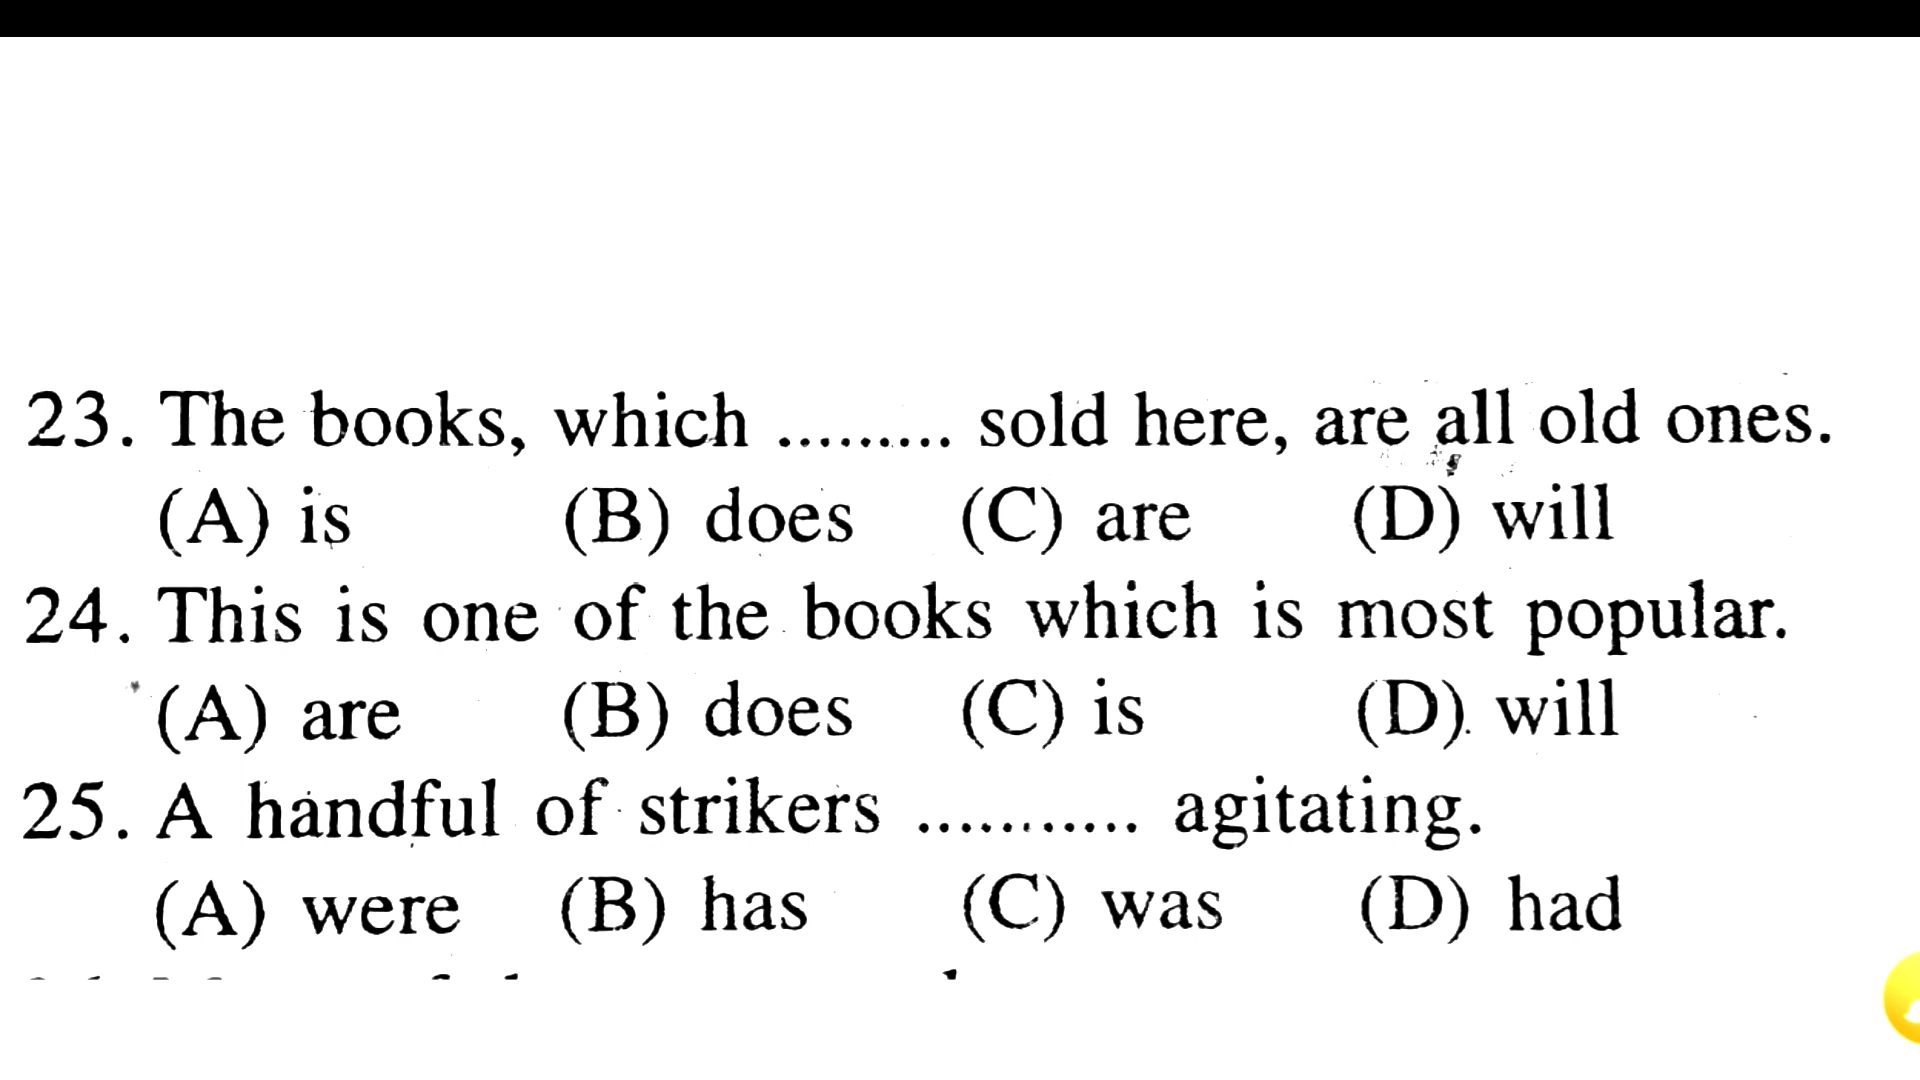 23. The books, which ......... sold here, are all old ones.
(A) is (B) does (C) are (D) will
24. This is one of the books which is most popular.
(A) are (B) does (C) is (D) will
25. A handful of strikers ........... agitating.
(A) were (B) has (C) was (D) had